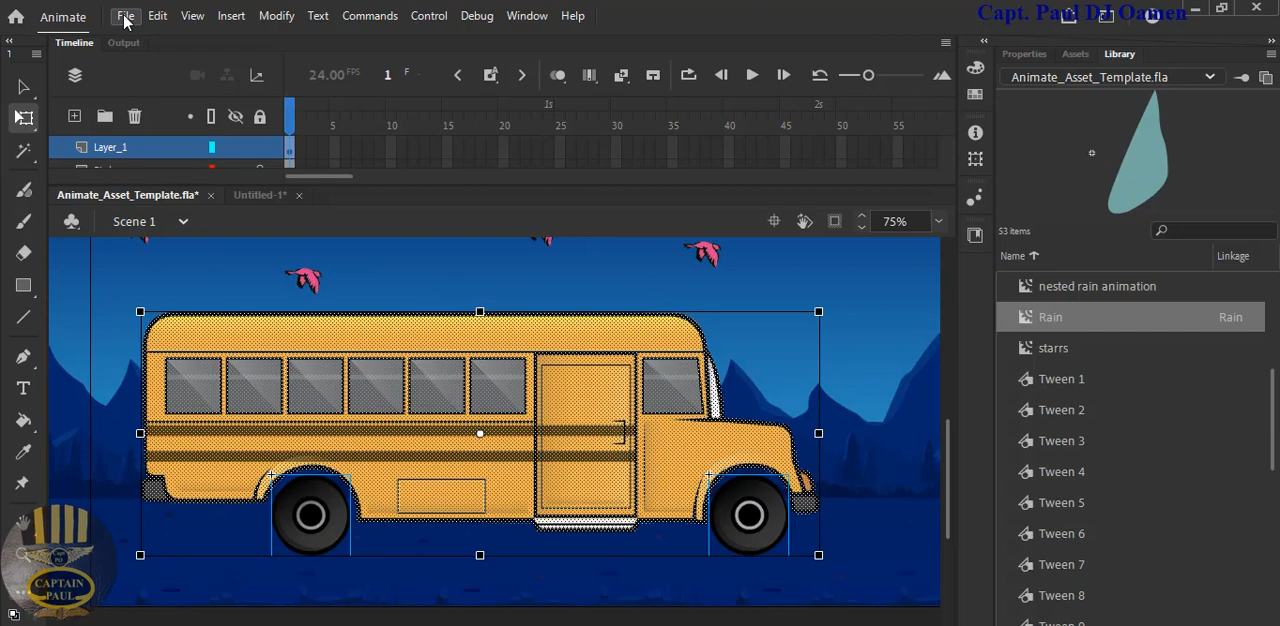 Animate File Edit View Insert Modify Text Commands Control Debug Window Help
Capt. Paul DJ Oamen
Timeline Output
Properties Assets Library
1
24.00 FPS 1 F
Animate_Asset_Template.fla
1s 2s
5 10 15 20 25 30 35 40 45 50 55
Layer_1
Animate_Asset_Template.fla* × Untitled-1* ×
Scene 1
75%
53 items
Name Linkage
nested rain animation
Rain Rain
starrs
Tween 1
Tween 2
Tween 3
Tween 4
Tween 5
Tween 6
Tween 7
Tween 8
CAPTAIN
PAUL